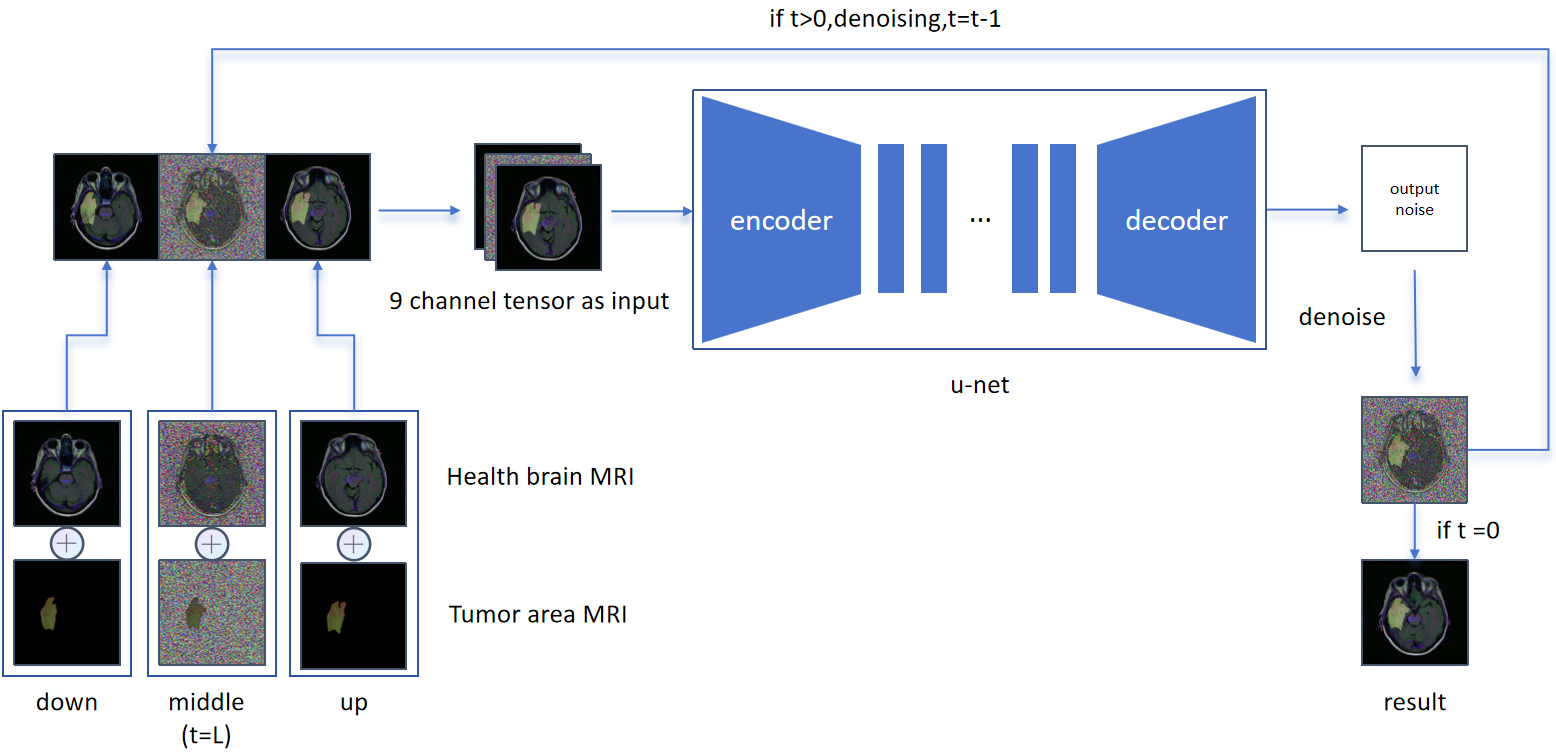 if t>0,denoising,t=t-1
encoder
...
decoder
output
noise
9 channel tensor as input
denoise
u-net
Health brain MRI
if t =0
Tumor area MRI
down
middle
(t=L)
up
result